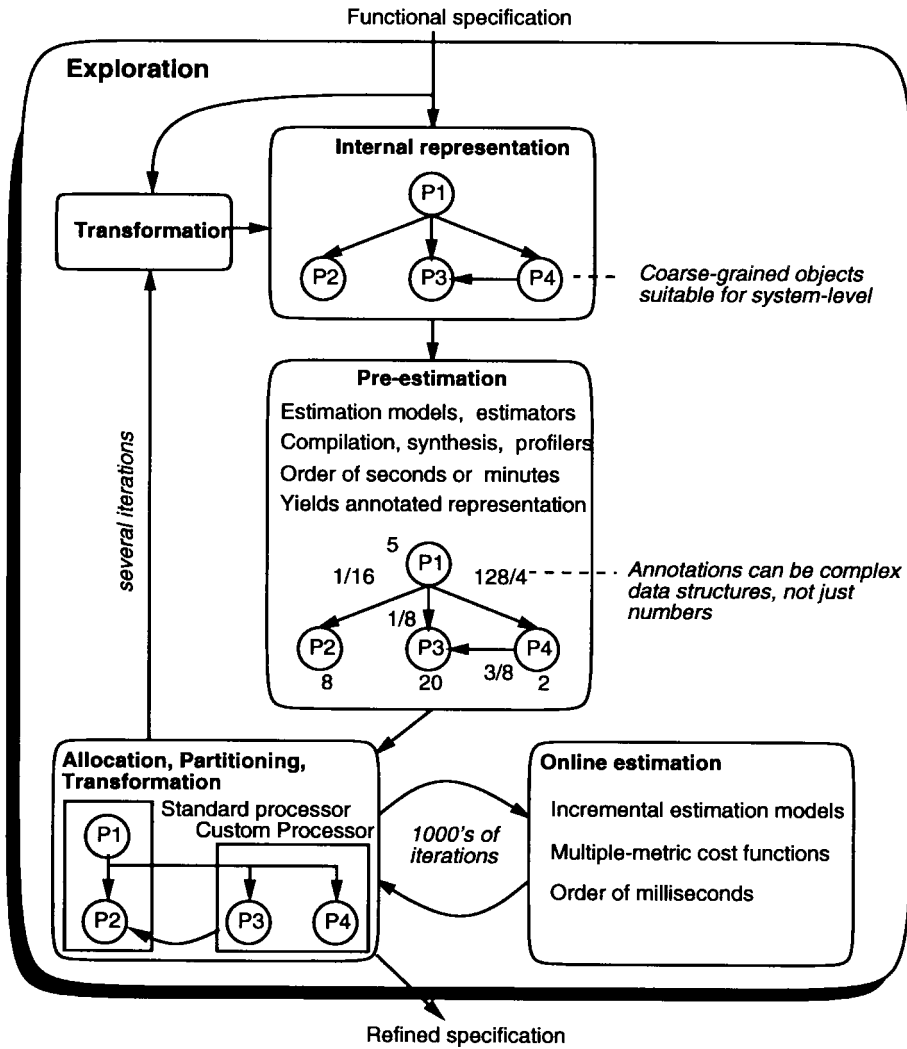 Functional specification
Exploration
Internal representation
P1
Transformation
P2
P3
P4
Coarse-grained objects
suitable for system-level
Pre-estimation
Estimation models, estimators
Compilation, synthesis, profilers
Order of seconds or minutes
Yields annotated representation
several iterations
5
P1
1/16
128/4
Annotations can be complex
data structures, not just
numbers
1/8
P2
P3
P4
3/8
8
20
2
Allocation, Partitioning,
Transformation
Standard processor
Custom Processor
P1
P2
P3
P4
1000's of
iterations
Online estimation
Incremental estimation models
Multiple-metric cost functions
Order of milliseconds
Refined specification